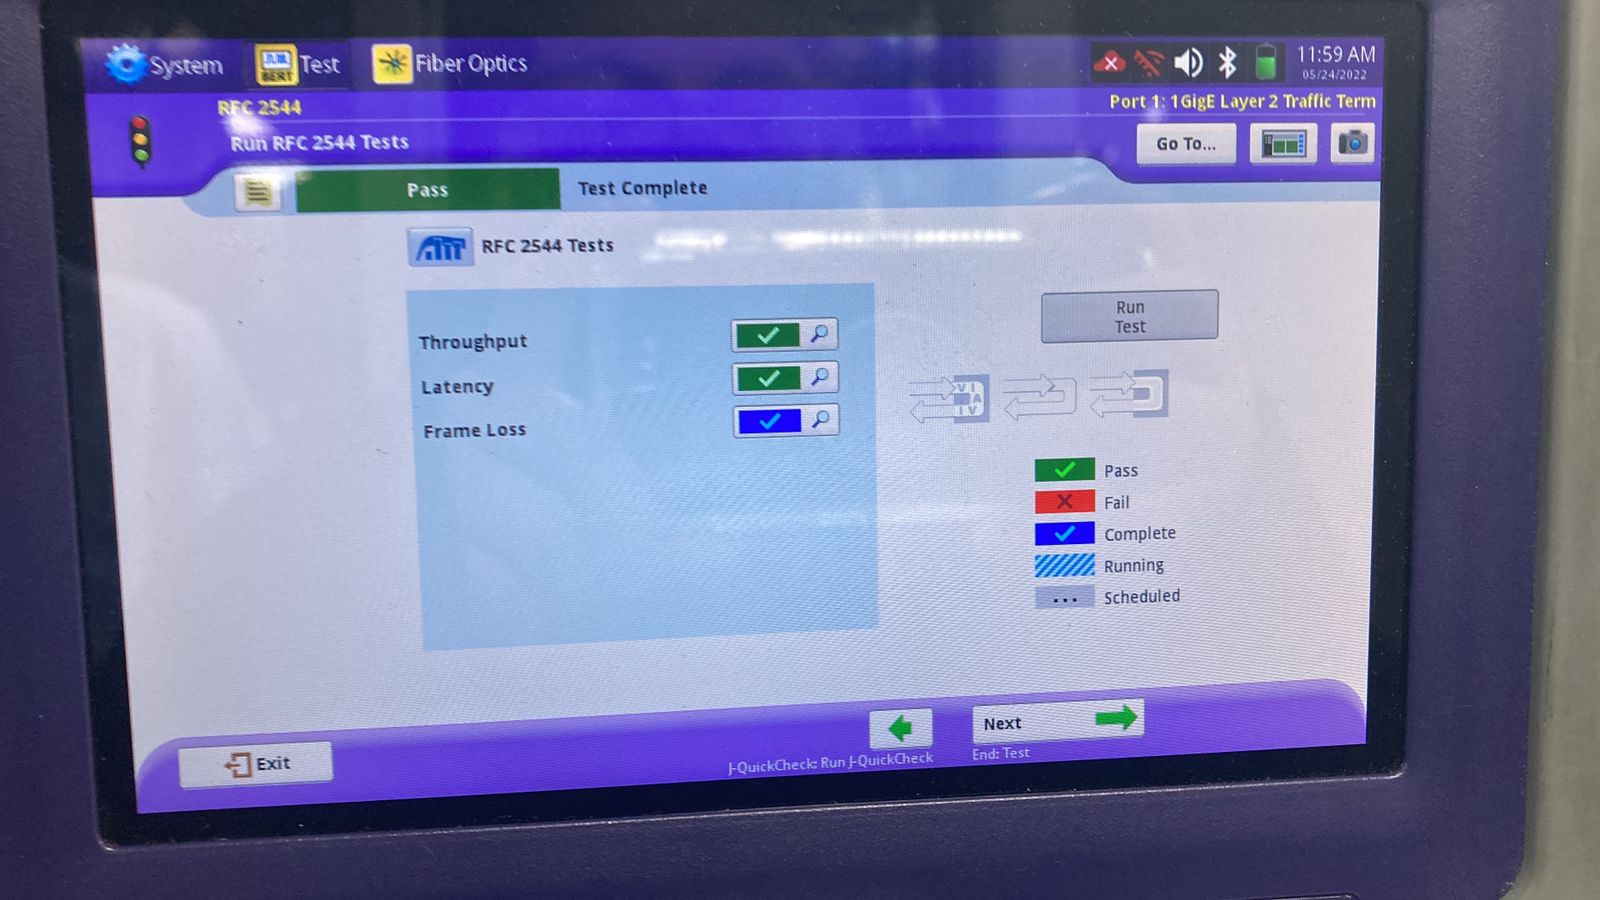 System
BERT
Test
Fiber Optics
11:59 AM
05/24/2022
RFC 2544
Port 1: 1GigE Layer 2 Traffic Term
Run RFC 2544 Tests
Go To...
Pass
Test Complete
RFC 2544 Tests
Throughput
Latency
Frame Loss
Run
Test
VIAVI
Pass
Fail
Complete
Running
... Scheduled
Next
J-QuickCheck: Run J-QuickCheck
End: Test
Exit